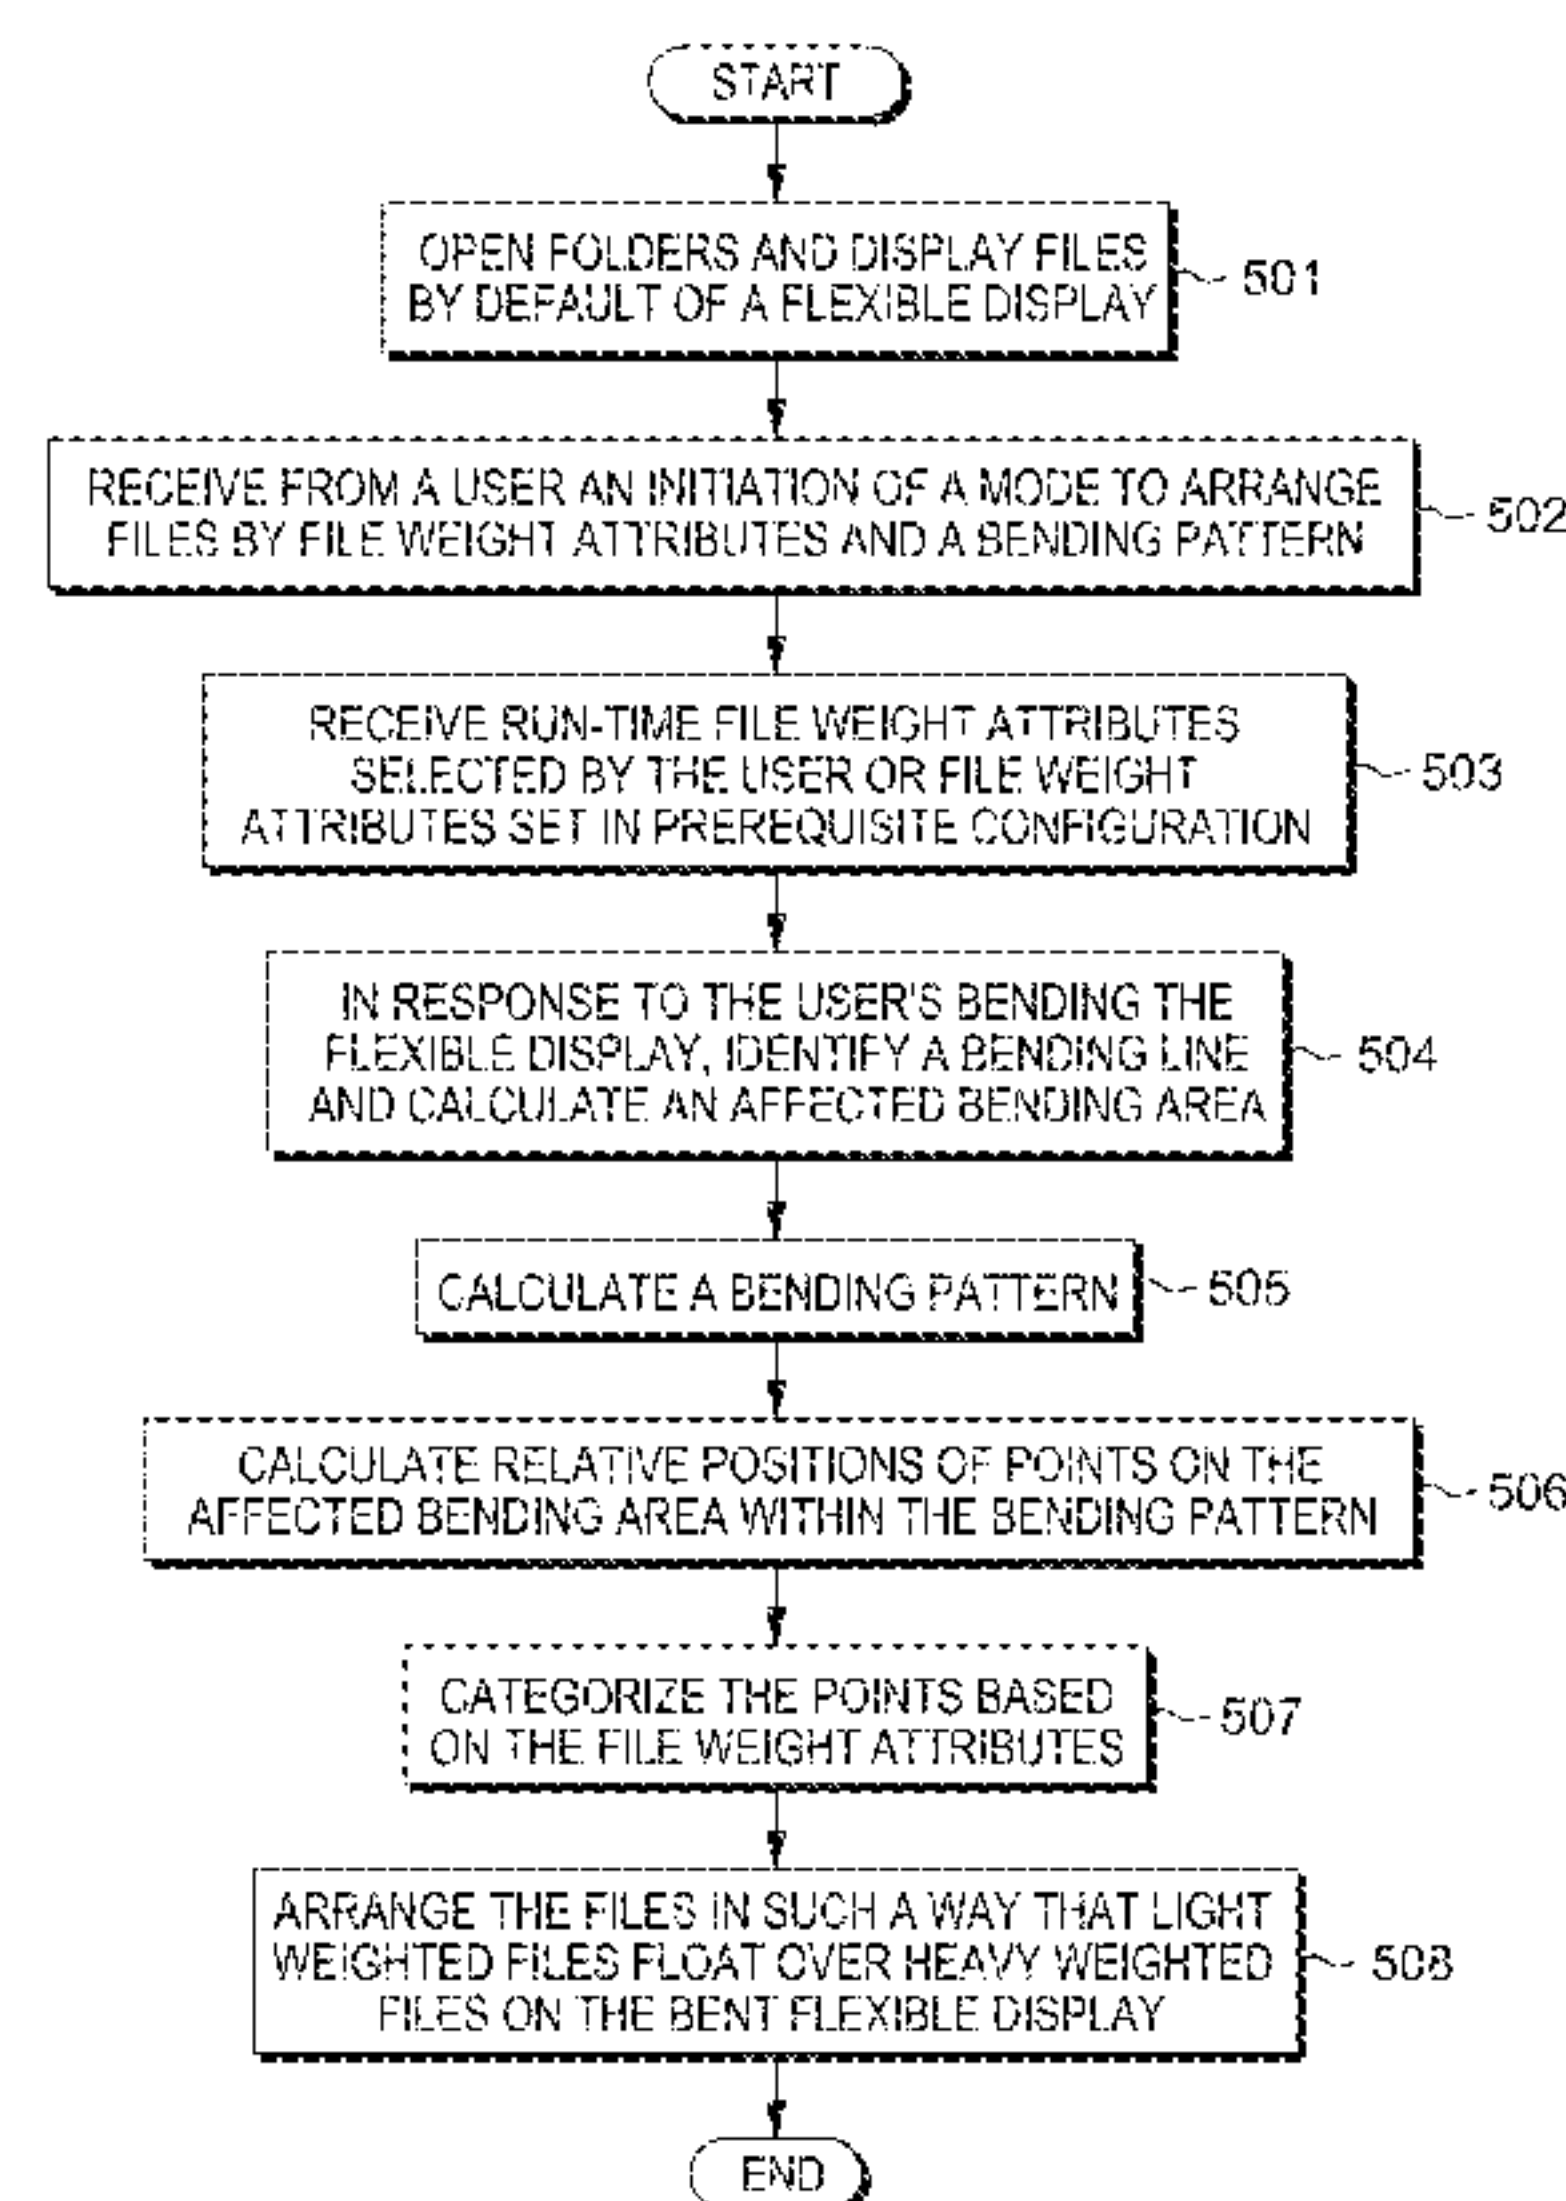 START
OPEN FOLDERS AND DISPLAY FILES
BY DEFAULT OF A FLEXIBLE DISPLAY
501
RECEIVE FROM A USER AN INITIATION OF A MODE TO ARRANGE
FILES BY FILE WEIGHT ATTRIBUTES AND A BENDING PATTERN
502
RECEIVE RUN-TIME FILE WEIGHT ATTRIBUTES
SELECTED BY THE USER OR FILE WEIGHT
ATTRIBUTES SET IN PREREQUISITE CONFIGURATION
503
IN RESPONSE TO THE USER'S BENDING THE
FLEXIBLE DISPLAY, IDENTIFY A BENDING LINE
AND CALCULATE AN AFFECTED BENDING AREA
504
CALCULATE A BENDING PATTERN
505
CALCULATE RELATIVE POSITIONS OF POINTS ON THE
AFFECTED BENDING AREA WITHIN THE BENDING PATTERN
506
CATEGORIZE THE POINTS BASED
ON THE FILE WEIGHT ATTRIBUTES
507
ARRANGE THE FILES IN SUCH A WAY THAT LIGHT
WEIGHTED FILES FLOAT OVER HEAVY WEIGHTED
FILES ON THE BENT FLEXIBLE DISPLAY
508
END